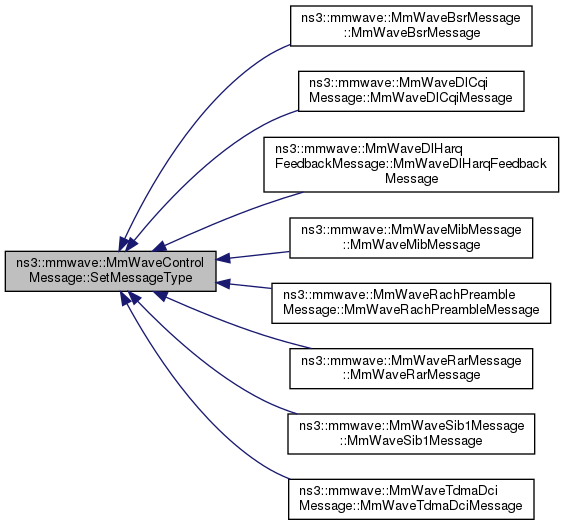 ns3::mmwave::MmWaveControl
Message::SetMessageType
ns3::mmwave::MmWaveBsrMessage
::MmWaveBsrMessage
ns3::mmwave::MmWaveDlCqi
Message::MmWaveDlCqiMessage
ns3::mmwave::MmWaveDlHarq
FeedbackMessage::MmWaveDlHarqFeedback
Message
ns3::mmwave::MmWaveMibMessage
::MmWaveMibMessage
ns3::mmwave::MmWaveRachPreamble
Message::MmWaveRachPreambleMessage
ns3::mmwave::MmWaveRarMessage
::MmWaveRarMessage
ns3::mmwave::MmWaveSib1Message
::MmWaveSib1Message
ns3::mmwave::MmWaveTdmaDci
Message::MmWaveTdmaDciMessage